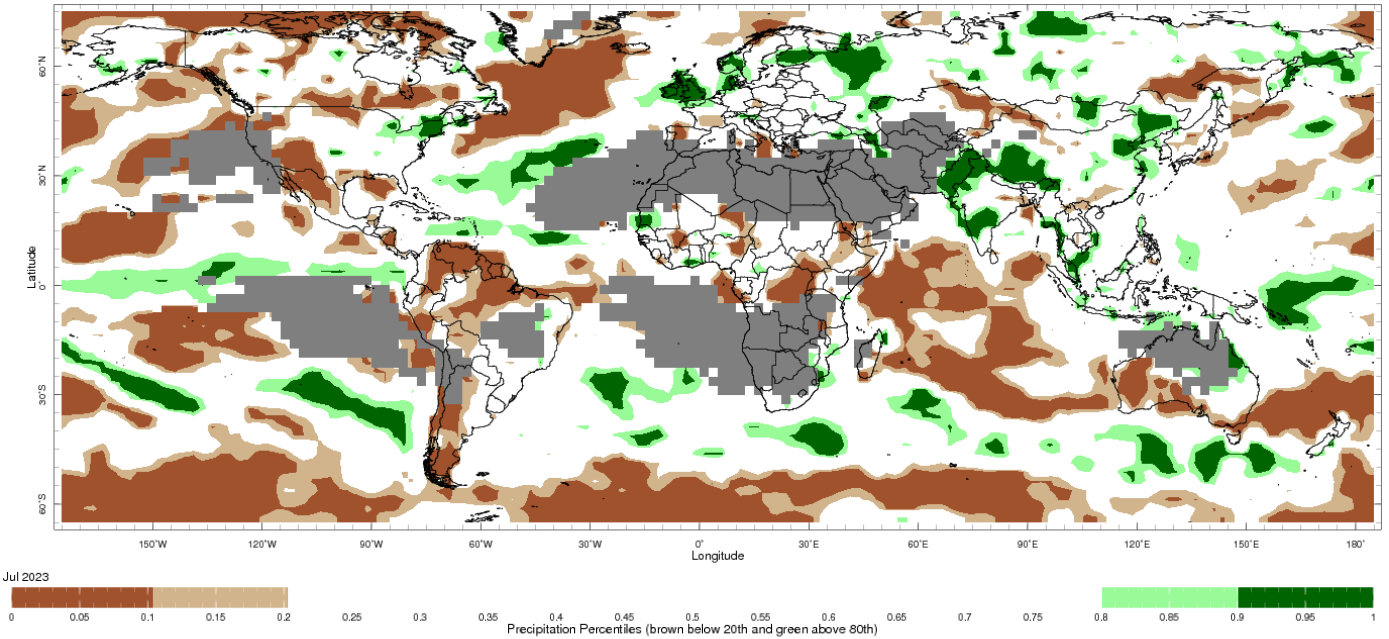 60°N
30°N
Latitude
0°
30°S
60°S
150°W 120°W 90°W 60°W 30°W 0° 30°E 60°E 90°E 120°E 150°E 180°
Longitude
Jul 2023
0 0.05 0.1 0.15 0.2 0.25 0.3 0.35 0.4 0.45 0.5 0.55 0.6 0.65 0.7 0.75 0.8 0.85 0.9 0.95 1
Precipitation Percentiles (brown below 20th and green above 80th)